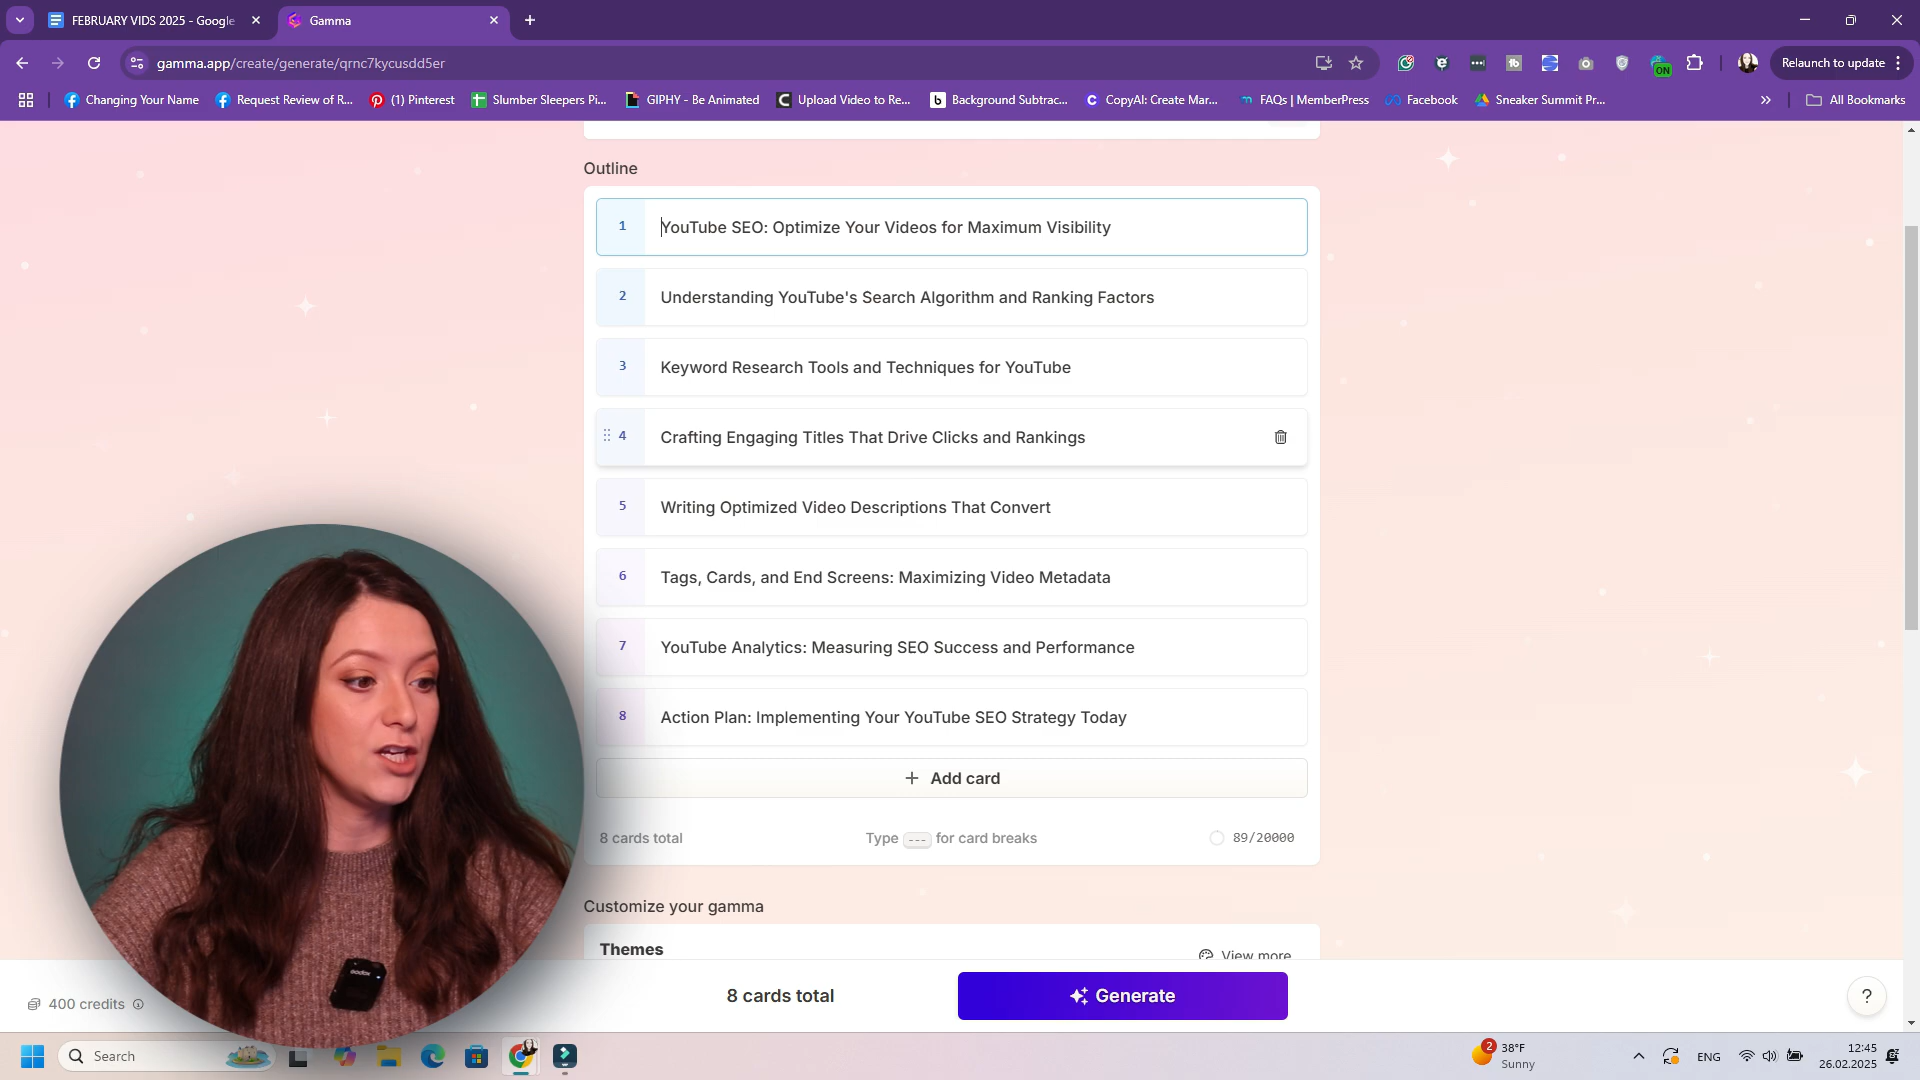 FEBRUARY VIDS 2025 - Google
Gamma
gamma.app/create/generate/qrnc7kycusdd5er
Relaunch to update
Changing Your Name
Request Review of R...
(1) Pinterest
Slumber Sleepers Pi...
GIPHY - Be Animated
Upload Video to Re...
Background Subtrac...
CopyAI: Create Mar...
FAQs | MemberPress
Facebook
Sneaker Summit Pr...
All Bookmarks
ON
Outline
1 YouTube SEO: Optimize Your Videos for Maximum Visibility
2 Understanding YouTube's Search Algorithm and Ranking Factors
3 Keyword Research Tools and Techniques for YouTube
4 Crafting Engaging Titles That Drive Clicks and Rankings
5 Writing Optimized Video Descriptions That Convert
6 Tags, Cards, and End Screens: Maximizing Video Metadata
7 YouTube Analytics: Measuring SEO Success and Performance
8 Action Plan: Implementing Your YouTube SEO Strategy Today
+ Add card
8 cards total
Type --- for card breaks
89/20000
Customize your gamma
Themes
View more
400 credits
8 cards total
Generate
?
Godox
Search
2
38°F
Sunny
ENG
12:45
26.02.2025